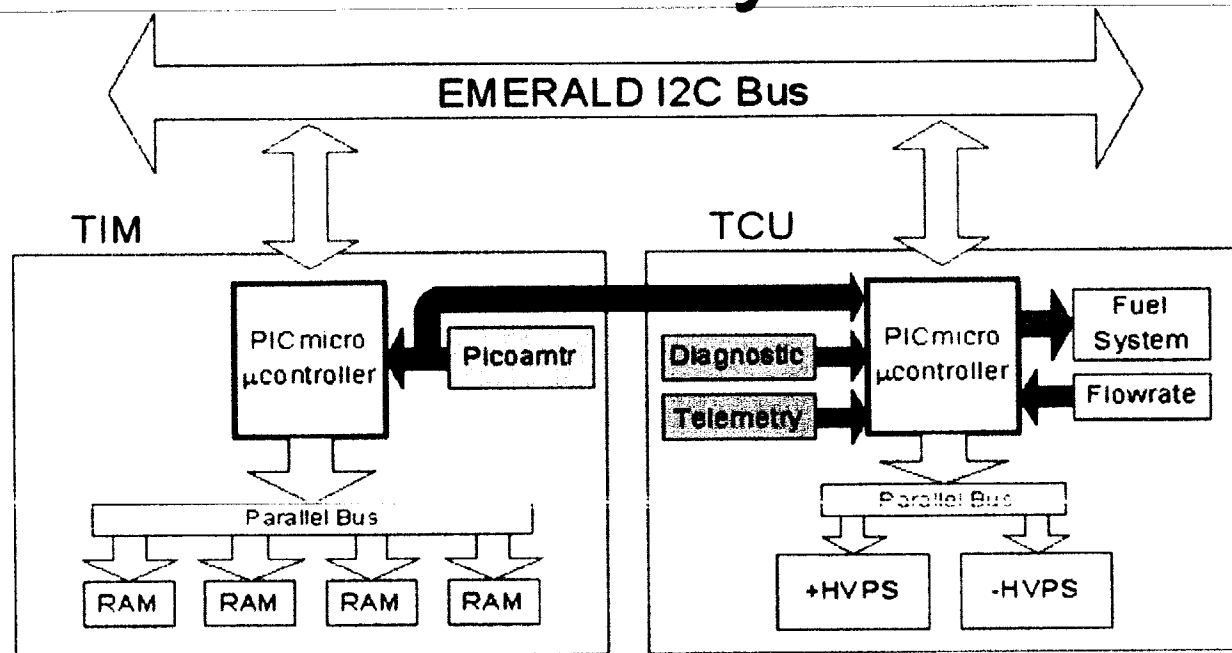 EMERALD I2C Bus
TIM
TCU
PICmicro
µcontroller
Picoamtr
Diagnostic
Telemetry
PICmicro
µcontroller
Fuel
System
Flowrate
Parallel Bus
Parallel Bus
RAM
RAM
RAM
RAM
+HVPS
-HVPS